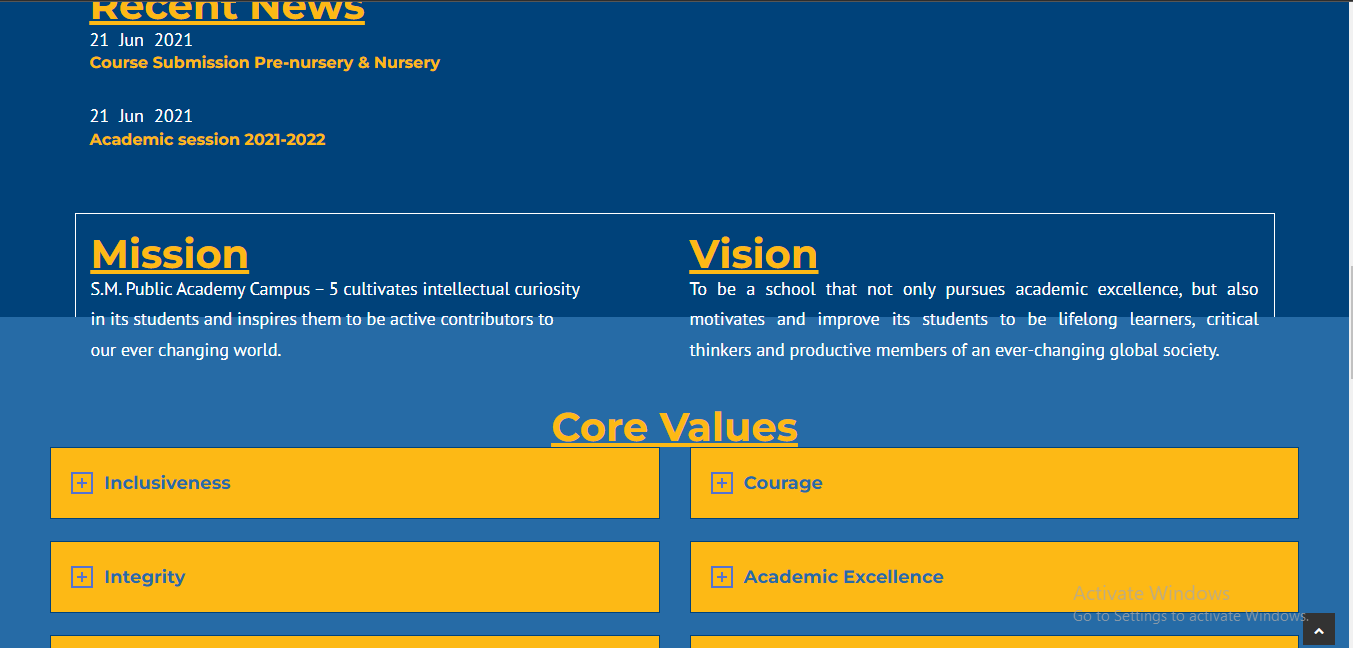 Recent News
21 Jun 2021
Course Submission Pre-nursery & Nursery
21 Jun 2021
Academic session 2021-2022
Mission
S.M. Public Academy Campus – 5 cultivates intellectual curiosity
in its students and inspires them to be active contributors to
our ever changing world.
Vision
To be a school that not only pursues academic excellence, but also
motivates and improve its students to be lifelong learners, critical
thinkers and productive members of an ever-changing global society.
Core Values
Inclusiveness
Courage
Integrity
Academic Excellence
Activate Windows
Go to Settings to activate Windows.